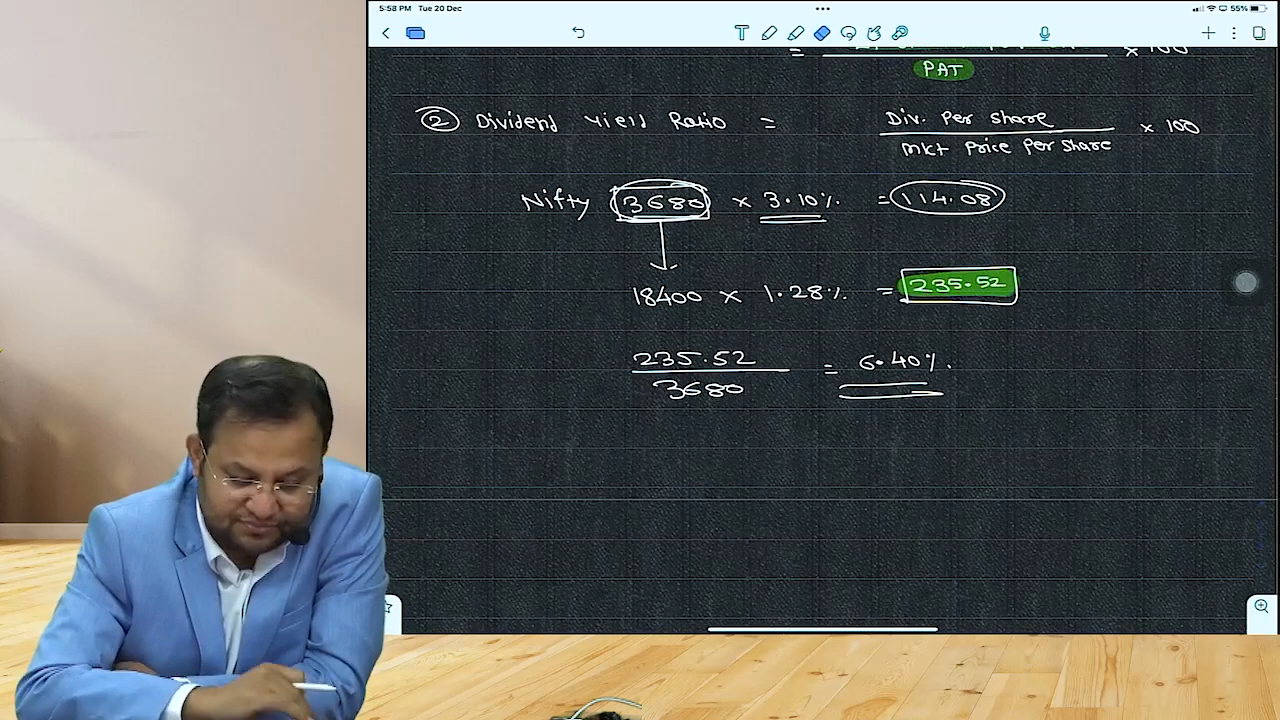 5:58 PM Tue 20 Dec
55%
= × 100
PAT
② Dividend Yield Ratio = Div. Per Share × 100
Mkt Price Per Share
Nifty 3680 × 3.10% = 114.08
18400 × 1.28% = 235.52
235.52 = 6.40%
3680